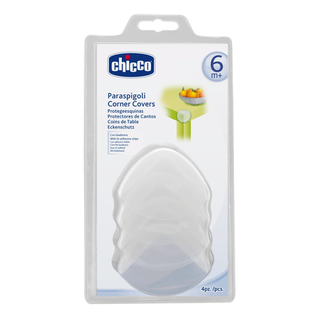 chicco
6
m+
Paraspigoli
Corner Covers
Protegeesquinas
Protectores de Cantos
Coins de Table
Eckenschutz
4pz./pcs.